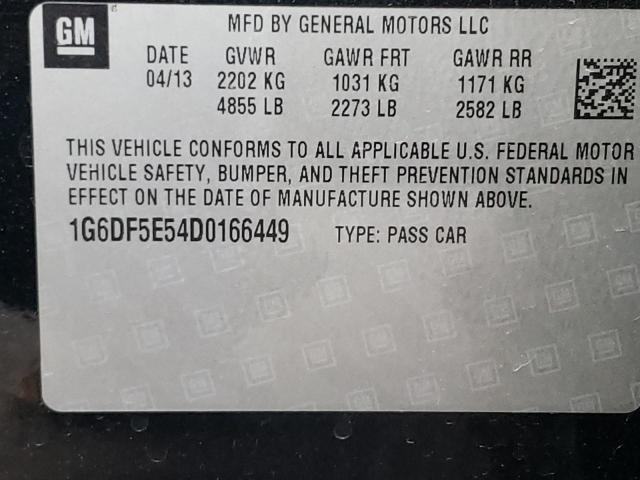 GM
MFD BY GENERAL MOTORS LLC
DATE GVWR GAWR FRT GAWR RR
04/13 2202 KG 1031 KG 1171 KG
4855 LB 2273 LB 2582 LB
THIS VEHICLE CONFORMS TO ALL APPLICABLE U.S. FEDERAL MOTOR
VEHICLE SAFETY, BUMPER, AND THEFT PREVENTION STANDARDS IN
EFFECT ON THE DATE OF MANUFACTURE SHOWN ABOVE.
1G6DF5E54D0166449 TYPE: PASS CAR